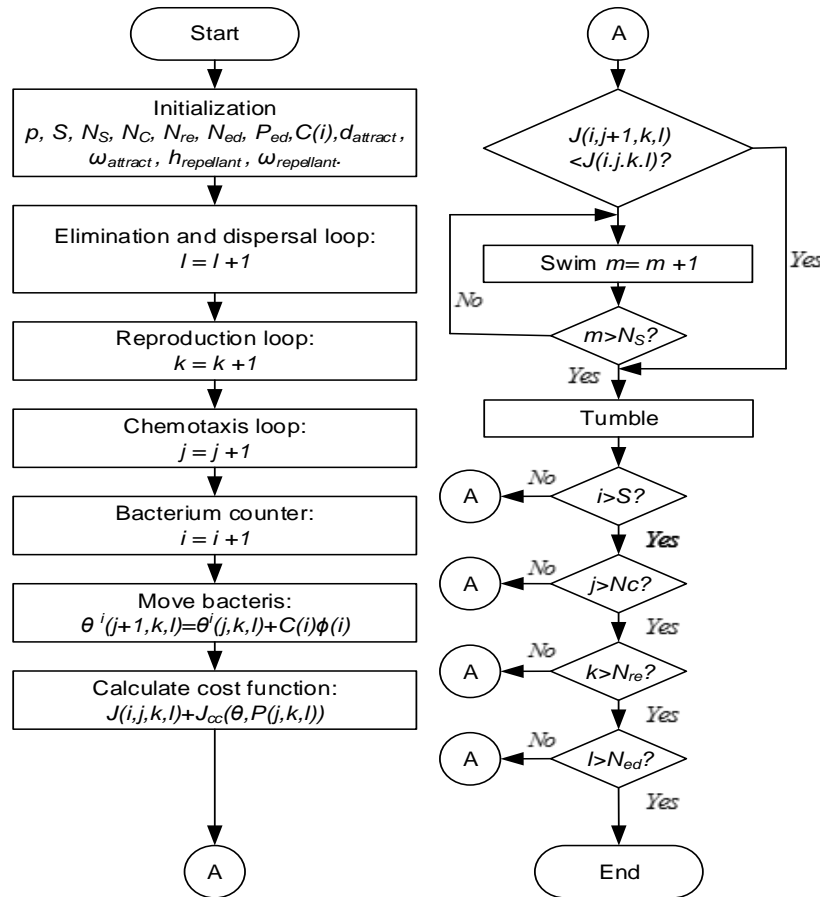 Start
Initialization
p, S, N_S, N_C, N_re, N_ed, P_ed, C(i), d_attract,
ω_attract, h_repellant, ω_repellant.
Elimination and dispersal loop:
l = l +1
Reproduction loop:
k = k +1
Chemotaxis loop:
j = j +1
Bacterium counter:
i = i +1
Move bacteris:
θ^i(j+1,k,l)=θ^i(j,k,l)+C(i)ϕ(i)
Calculate cost function:
J(i,j,k,l)+J_cc(θ,P(j,k,l))
A
A
J(i,j+1,k,l)
<J(i.j.k.l)?
Yes
Swim m= m +1
No
m>N_S?
Yes
Tumble
A
No
i>S?
Yes
A
No
j>Nc?
Yes
A
No
k>N_re?
Yes
A
No
l>N_ed?
Yes
End